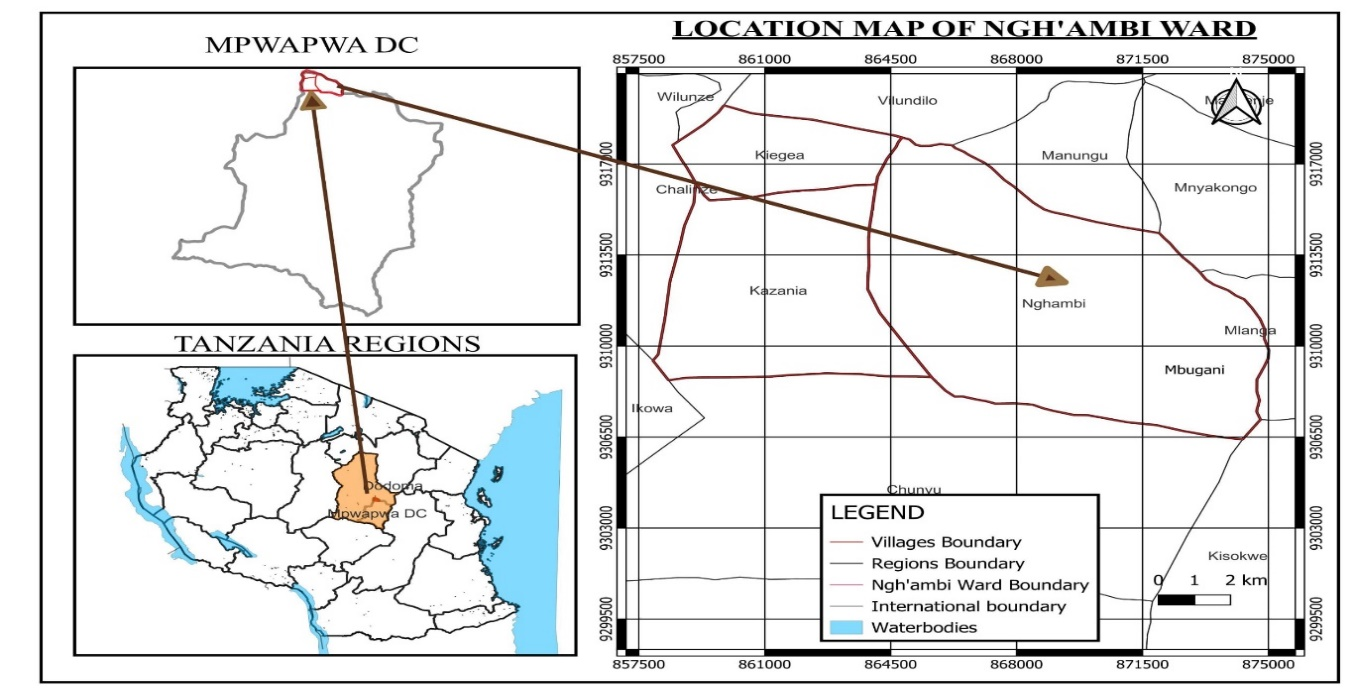 LOCATION MAP OF NGH'AMBI WARD
MPWAPWA DC
TANZANIA REGIONS
Dodoma
Mpwapwa DC
857500 861000 864500 868000 871500 875000
9317000
9313500
9310000
9306500
9303000
9299500
Wilunze
Vilundilo
Kiegea
Manungu
Chalinze
Mnyakongo
Kazania
Nghambi
Mlanga
Mbugani
Ikowa
Chunyu
Kisokwe
LEGEND
Villages Boundary
Regions Boundary
Ngh'ambi Ward Boundary
International boundary
Waterbodies
0 1 2 km
9317000
9313500
9310000
9306500
9303000
9299500
857500 861000 864500 868000 871500 875000